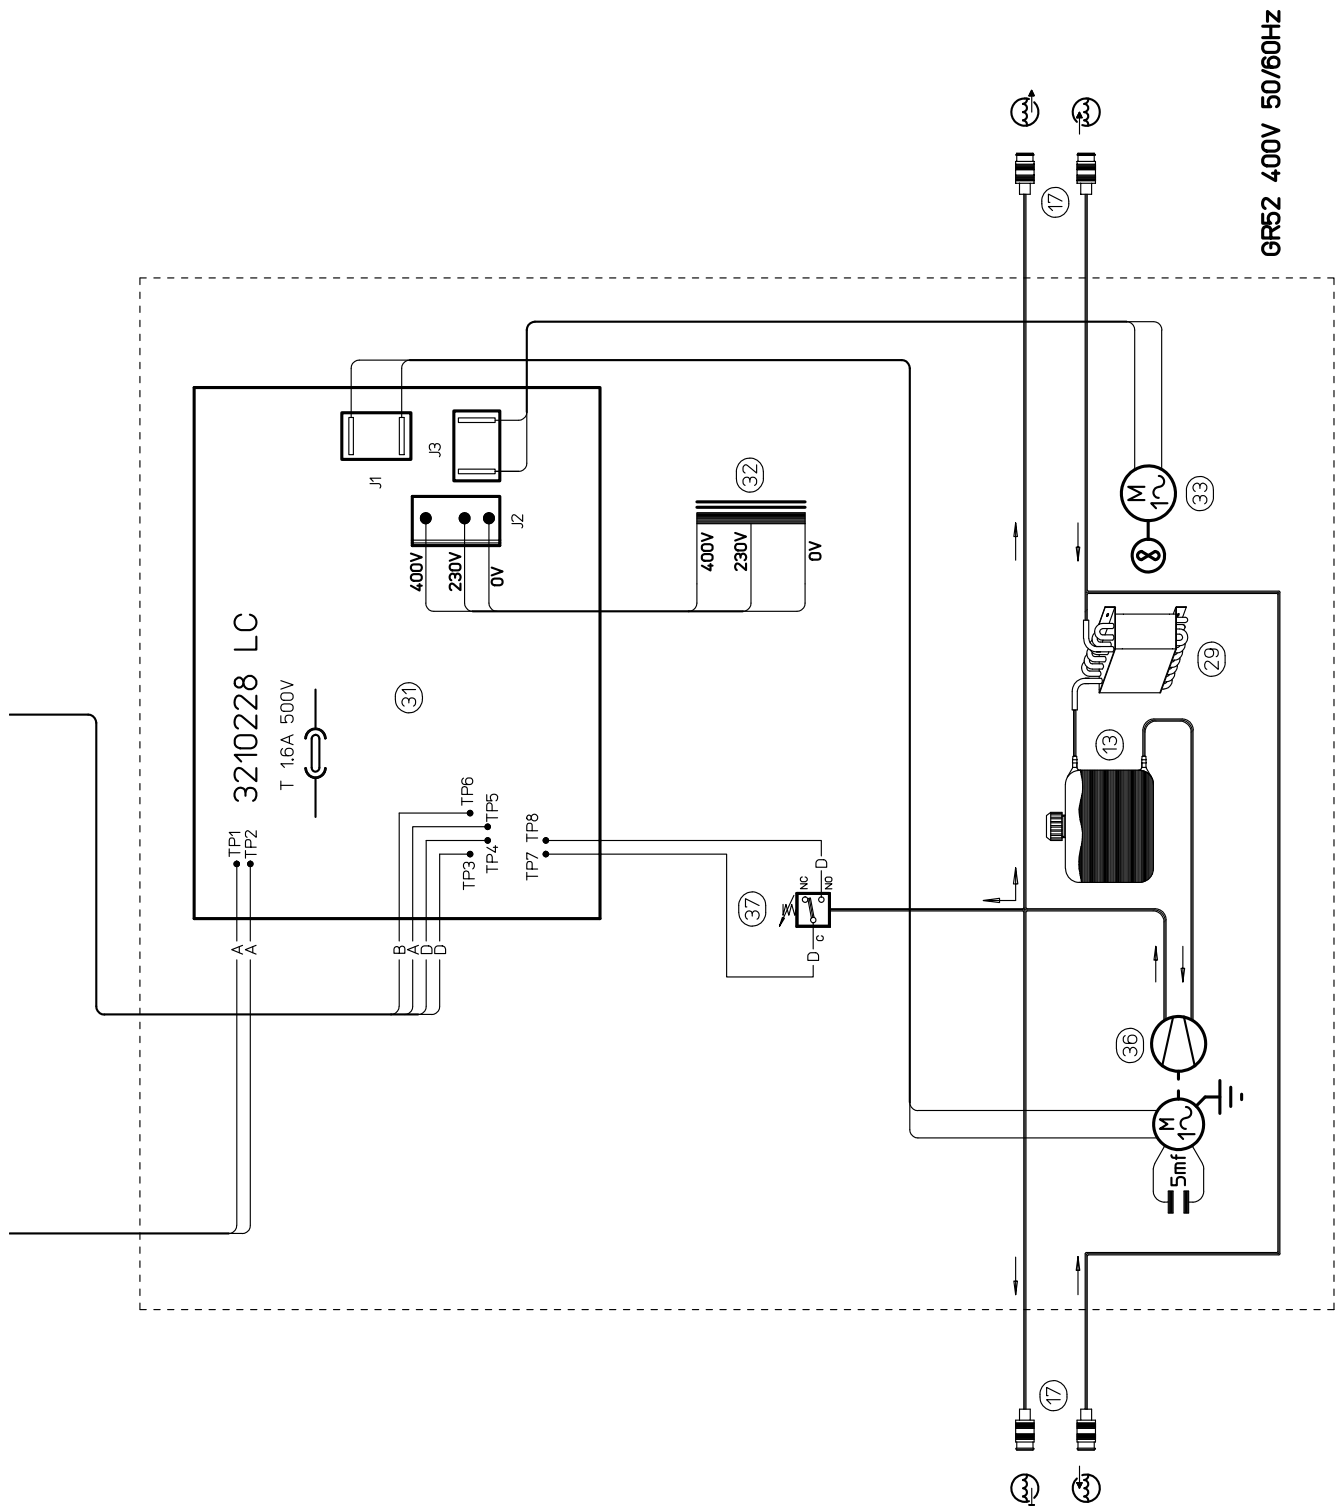 GR52 400V 50/60Hz
17
J1
J3
J2
400V
230V
0V
32
400V
230V
0V
33
3210228 LC
T 1.6A 500V
31
29
13
TP1
TP2
TP6
TP5
TP4
TP3
TP8
TP7
A
A
B
A
D
D
37
NC
NO
C
D
D
36
M
1
M
1
5mf
17